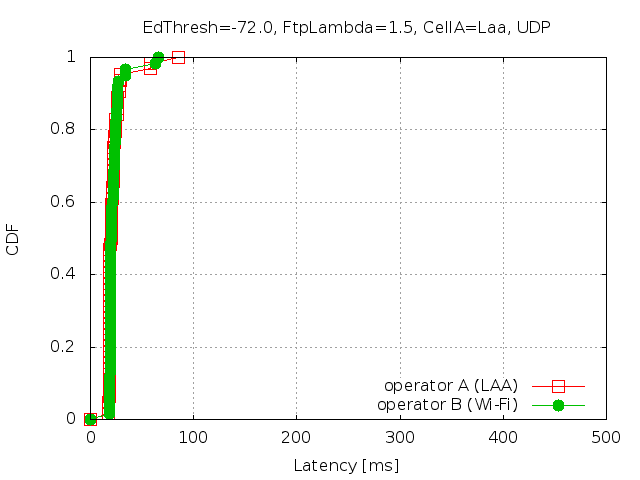 EdThresh=-72.0, FtpLambda=1.5, CellA=Laa, UDP
1
0.8
0.6
0.4
0.2
0
CDF
operator A (LAA)
operator B (Wi-Fi)
0 100 200 300 400 500
Latency [ms]